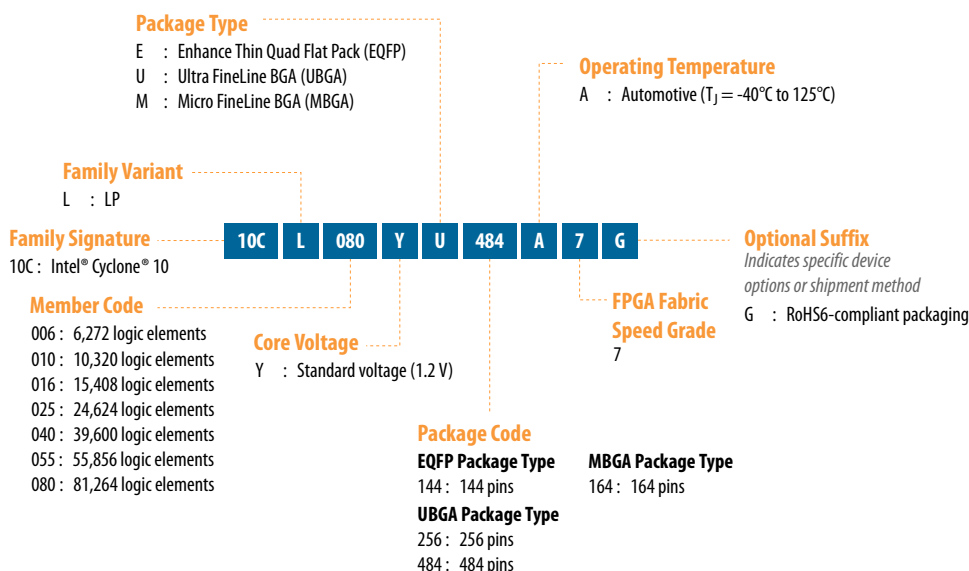 Package Type
E : Enhance Thin Quad Flat Pack (EQFP)
U : Ultra FineLine BGA (UBGA)
M : Micro FineLine BGA (MBGA)
Operating Temperature
A : Automotive (TJ = -40°C to 125°C)
Family Variant
L : LP
Family Signature
10C : Intel® Cyclone® 10
10C L 080 Y U 484 A 7 G
Optional Suffix
Indicates specific device
options or shipment method
G : RoHS6-compliant packaging
Member Code
006 : 6,272 logic elements
010 : 10,320 logic elements
016 : 15,408 logic elements
025 : 24,624 logic elements
040 : 39,600 logic elements
055 : 55,856 logic elements
080 : 81,264 logic elements
Core Voltage
Y : Standard voltage (1.2 V)
FPGA Fabric
Speed Grade
7
Package Code
EQFP Package Type
144 : 144 pins
UBGA Package Type
256 : 256 pins
484 : 484 pins
MBGA Package Type
164 : 164 pins